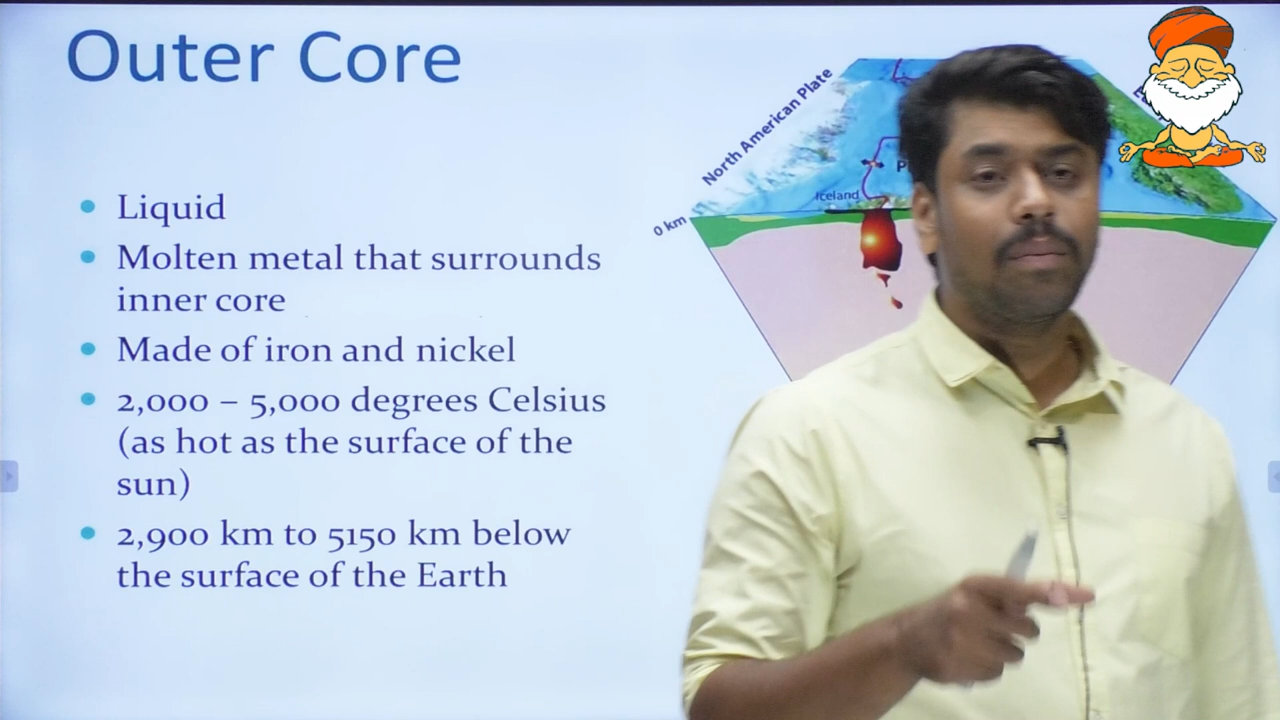 Outer Core
Liquid
Molten metal that surrounds
inner core
Made of iron and nickel
2,000 – 5,000 degrees Celsius
(as hot as the surface of the
sun)
2,900 km to 5150 km below
the surface of the Earth
North American Plate
Iceland
0 km